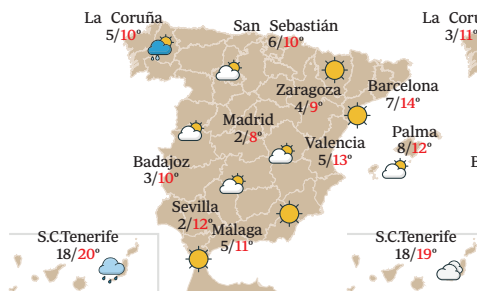 La Coruña
5/10º
San Sebastián
6/10º
La Coru
3/11º
Zaragoza
4/9º
Barcelona
7/14º
Madrid
2/8º
Valencia
5/13º
Palma
8/12º
Badajoz
3/10º
B
Sevilla
2/12º
Málaga
5/11º
S.C.Tenerife
18/20º
S.C.Tenerife
18/19º